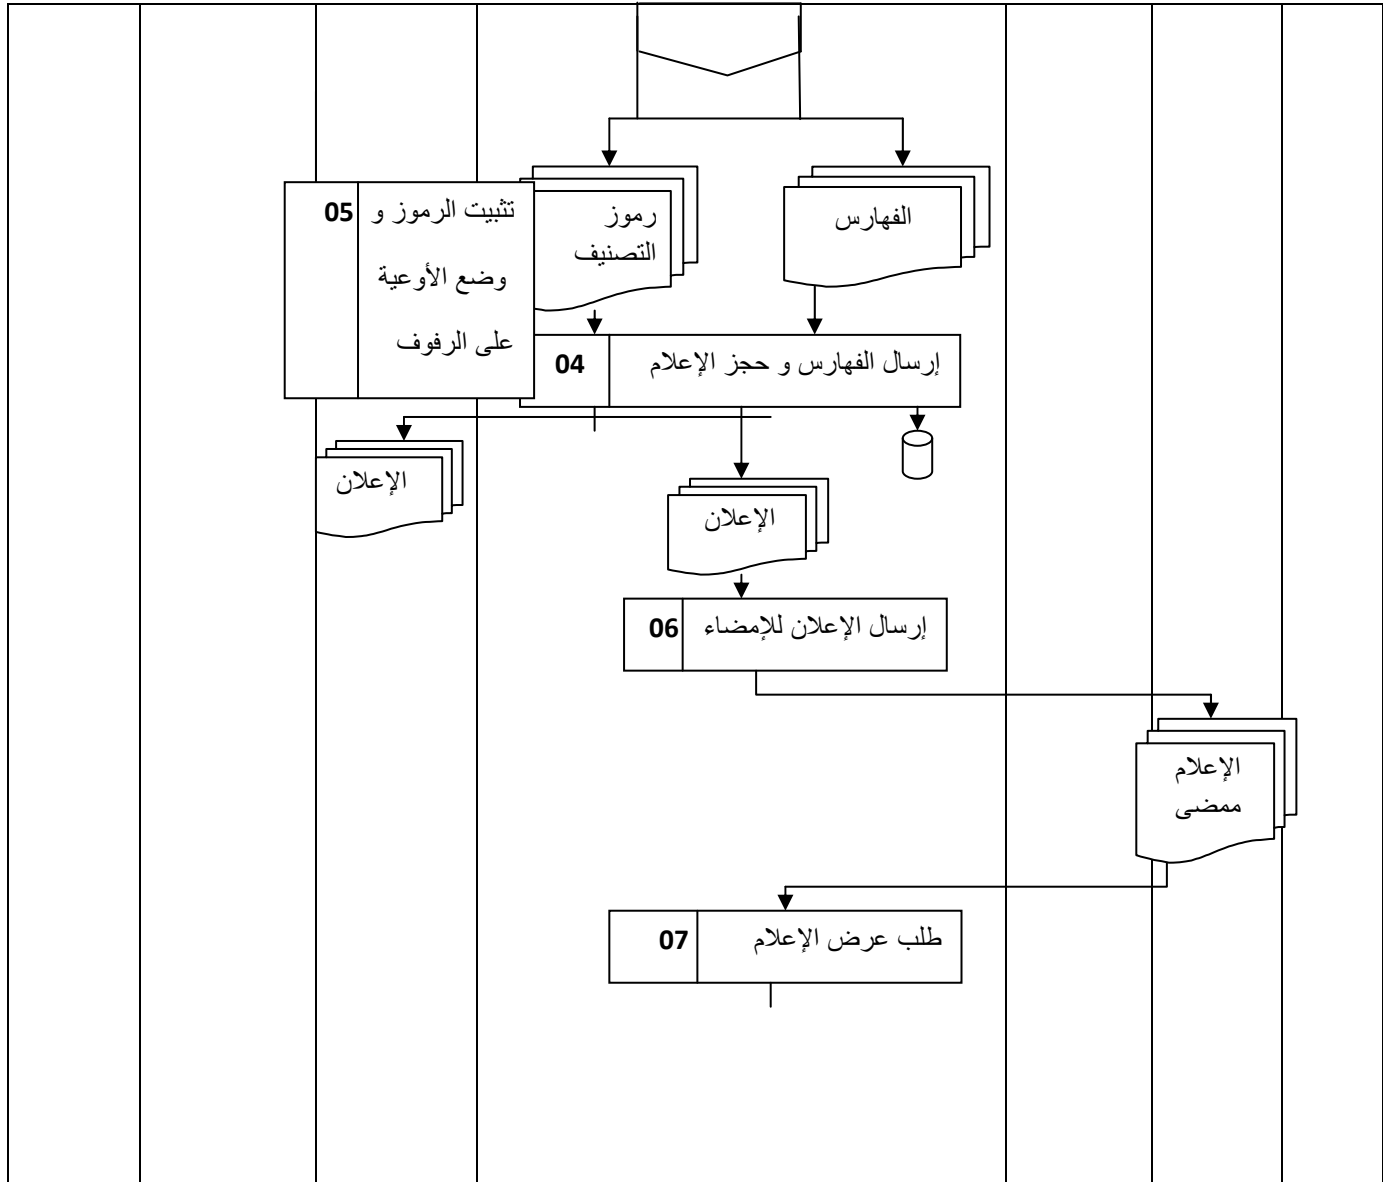 الفهارس
رموز
التصنيف
05
تثبيت الرموز و
وضع الأوعية
على الرفوف
إرسال الفهارس و حجز الإعلام
04
الإعلان
الإعلان
إرسال الإعلان للإمضاء
06
الإعلام
ممضى
طلب عرض الإعلام
07